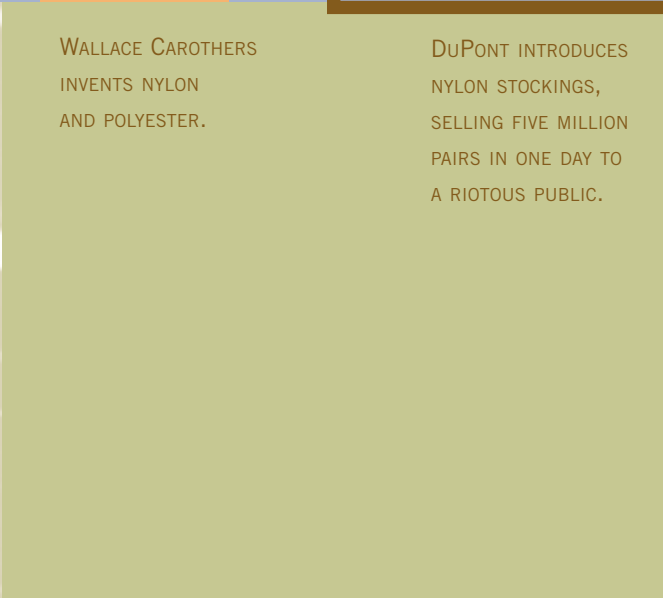 Wallace Carothers
invents nylon
and polyester.
DuPont introduces
nylon stockings,
selling five million
pairs in one day to
a riotous public.